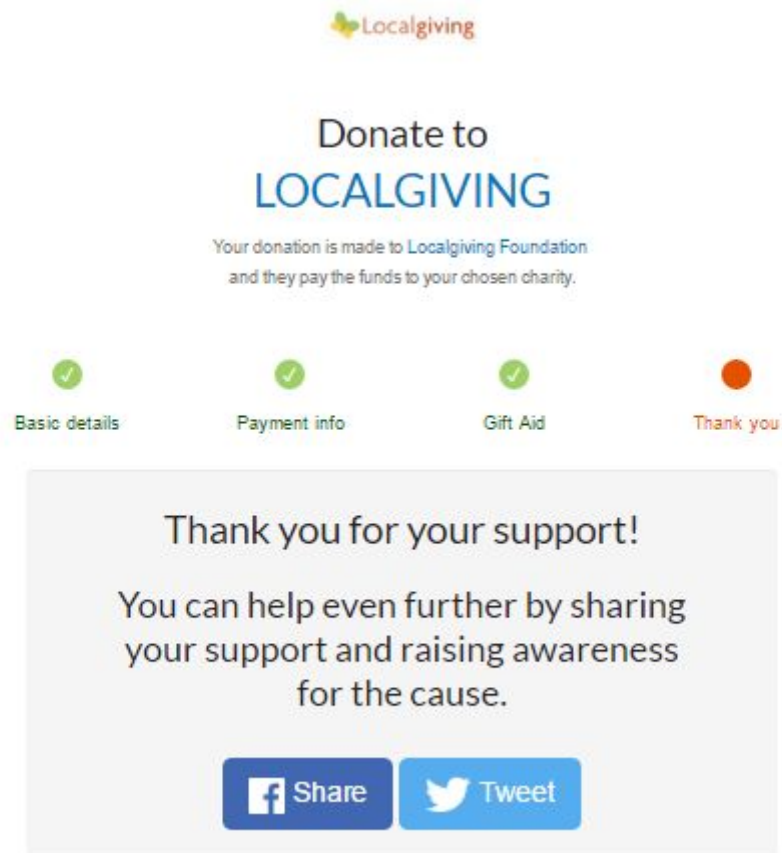 Localgiving
Donate to
LOCALGIVING
Your donation is made to Localgiving Foundation
and they pay the funds to your chosen charity.
Basic details
Payment info
Gift Aid
Thank you
Thank you for your support!
You can help even further by sharing
your support and raising awareness
for the cause.
Share
Tweet